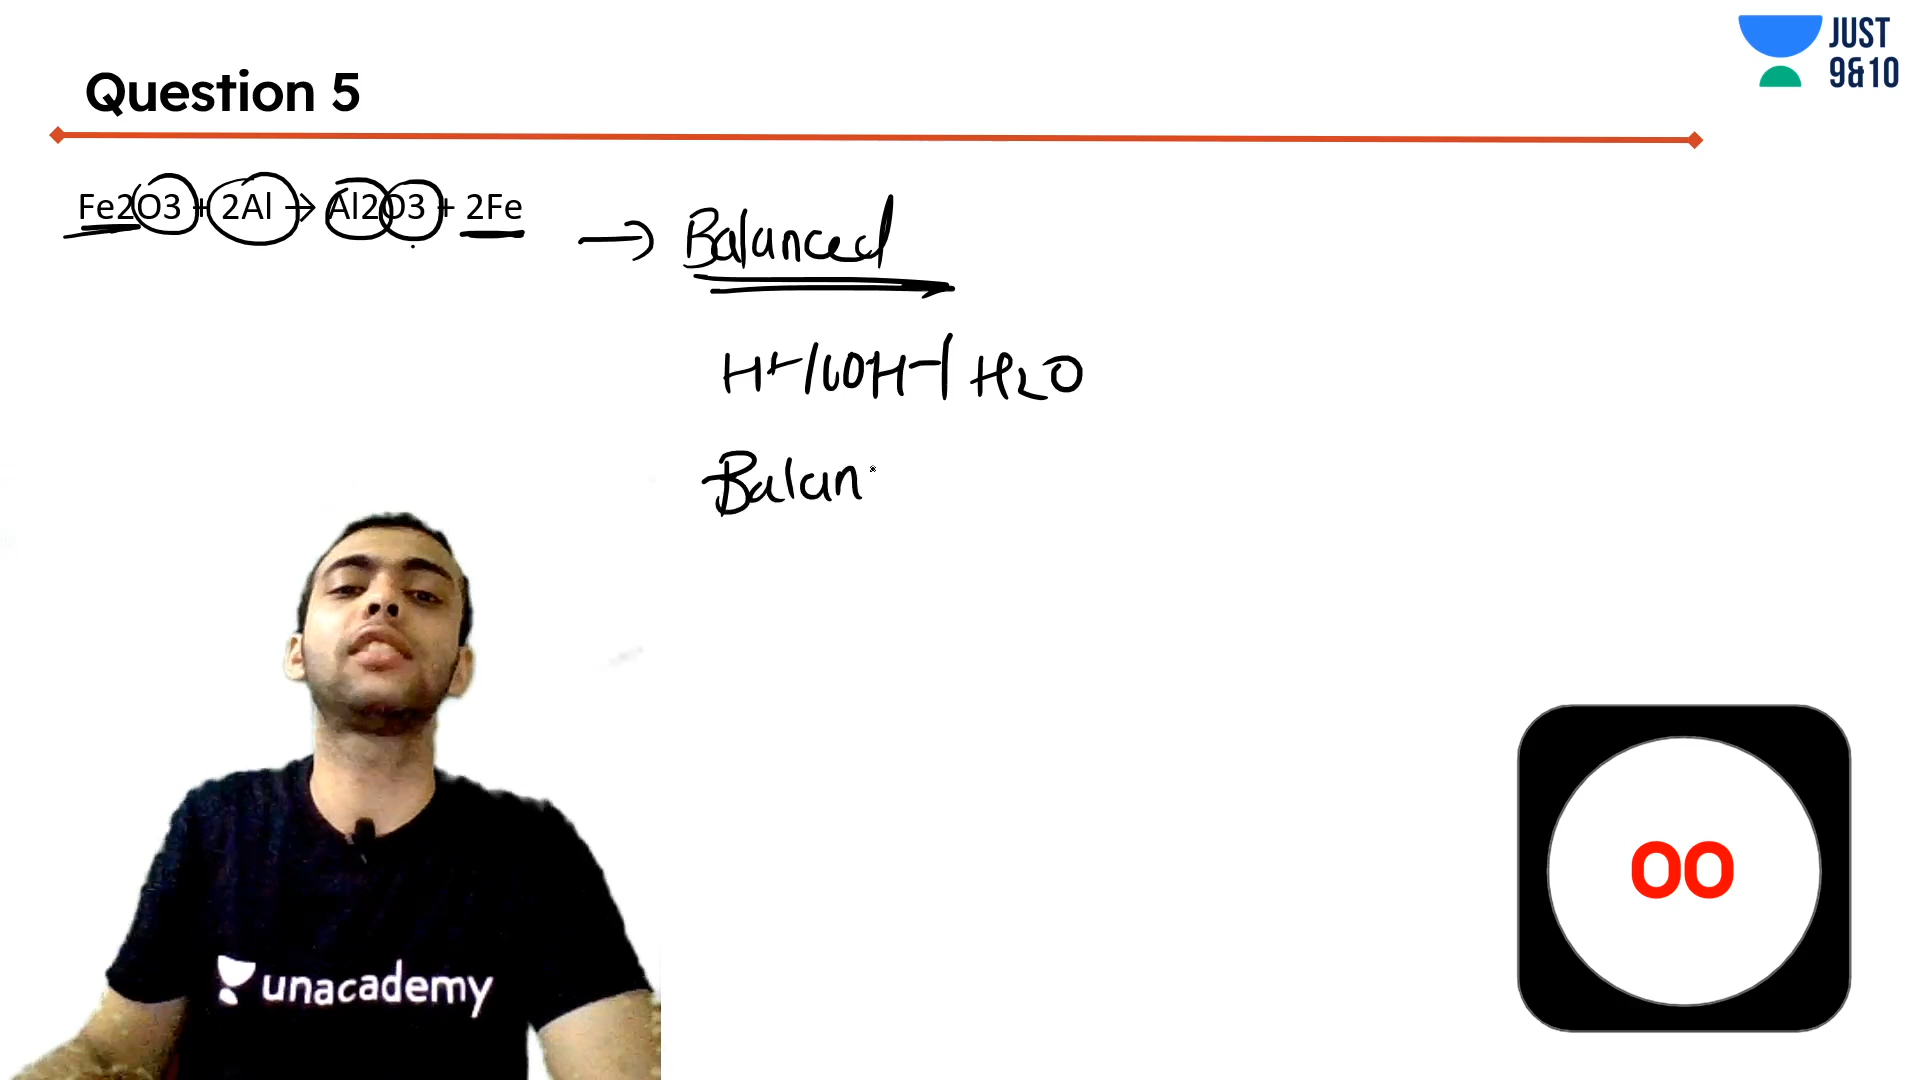 JUST
9&10
Question 5
Fe2O3 + 2Al → Al2O3 + 2Fe
→ Balanced
H+/OH-/H2O
Balan
unacademy
00